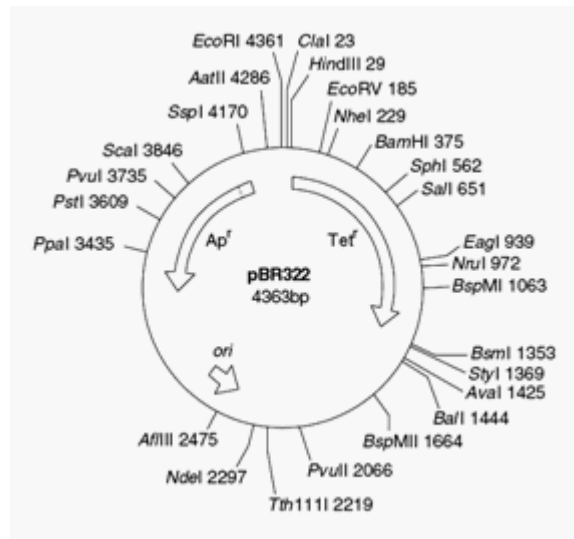 EcoRI 4361
ClaI 23
HindIII 29
AatII 4286
EcoRV 185
SspI 4170
NheI 229
BamHI 375
ScaI 3846
SphI 562
PvuI 3735
SalI 651
PstI 3609
PpaI 3435
Apr
Tetr
EagI 939
NruI 972
pBR322
4363bp
BspMI 1063
ori
BsmI 1353
StyI 1369
AvaI 1425
BalI 1444
AflIII 2475
BspMII 1664
NdeI 2297
PvuII 2066
Tth111I 2219